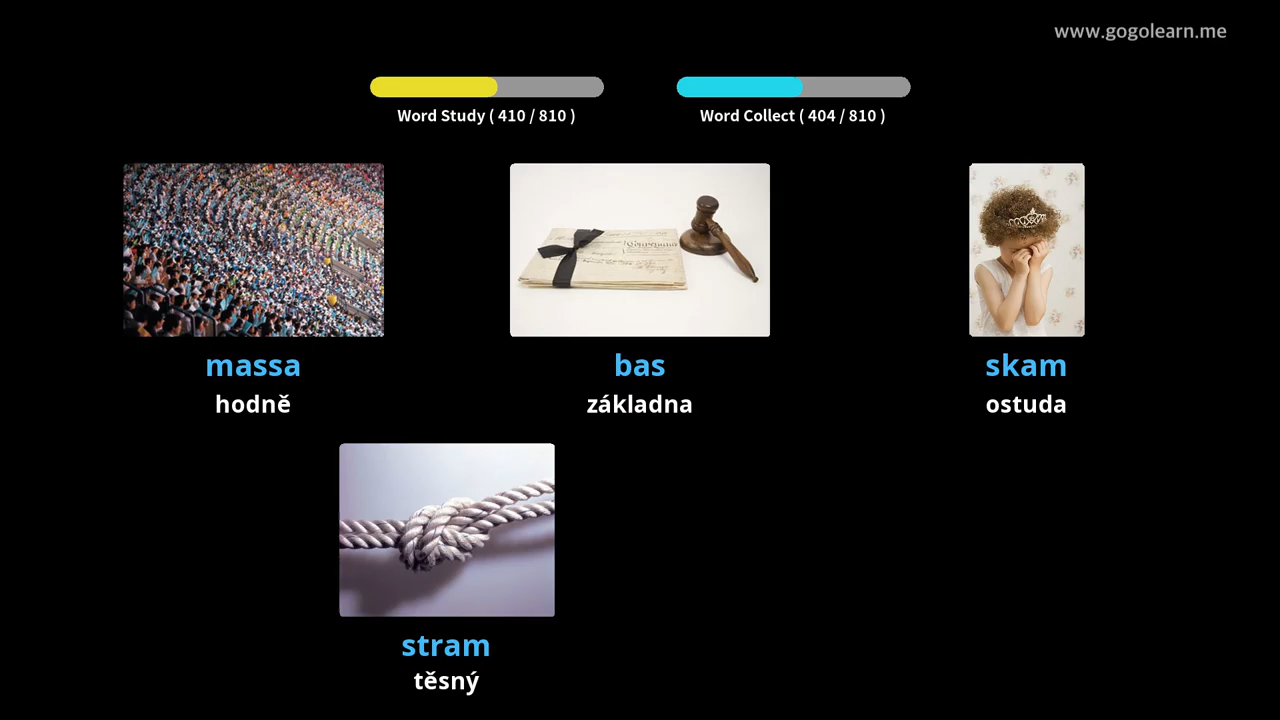 www.gogolearn.me
Word Study ( 410 / 810 )
Word Collect ( 404 / 810 )
massa
hodně
bas
základna
skam
ostuda
stram
těsný